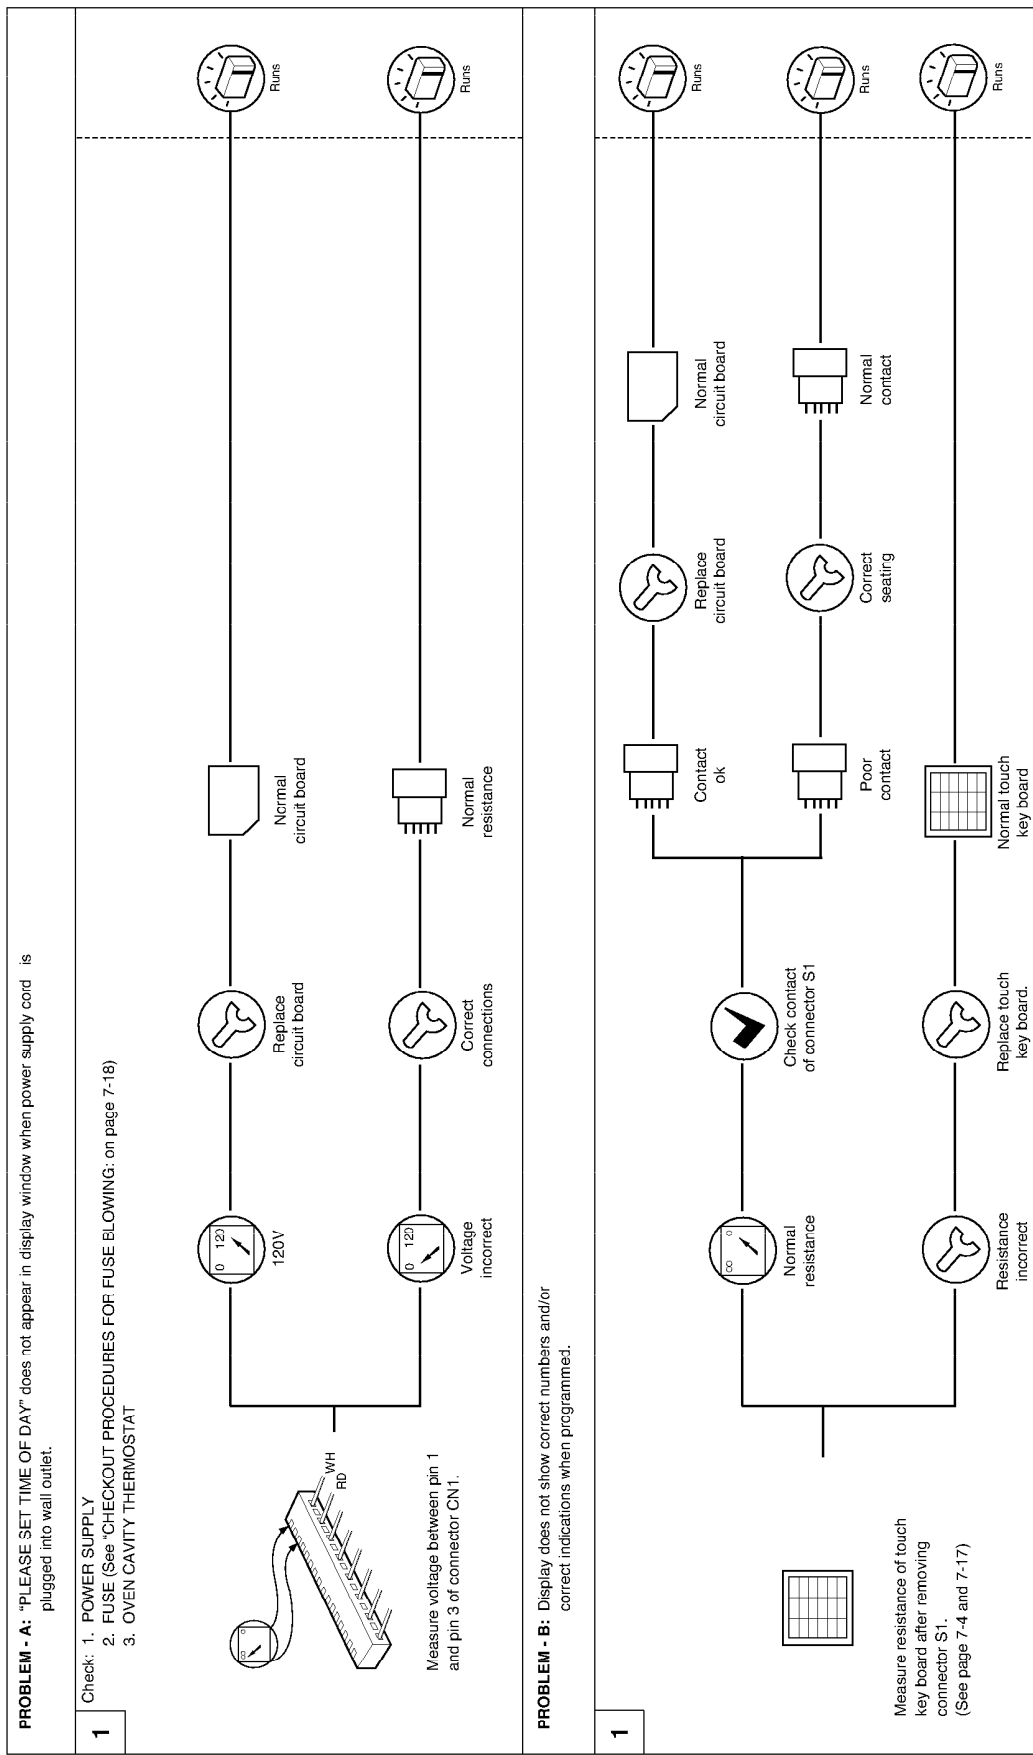 PROBLEM - A: "PLEASE SET TIME OF DAY" does not appear in display window when power supply cord is
plugged into wall outlet.
1
Check: 1. POWER SUPPLY
2. FUSE (See "CHECKOUT PROCEDURES FOR FUSE BLOWING: on page 7-18)
3. OVEN CAVITY THERMOSTAT
∞ 0
WH
RD
Measure voltage between pin 1
and pin 3 of connector CN1.
0 120
120V
Replace
circuit board
Normal
circuit board
Runs
0 120
Voltage
incorrect
Correct
connections
Normal
resistance
Runs
PROBLEM - B: Display does not show correct numbers and/or
correct indications when programmed.
1
Measure resistance of touch
key board after removing
connector S1.
(See page 7-4 and 7-17)
∞ 0
Normal
resistance
Check contact
of connector S1
Contact
ok
Replace
circuit board
Normal
circuit board
Runs
Poor
contact
Correct
seating
Normal
contact
Runs
Resistance
incorrect
Replace touch
key board.
Normal touch
key board
Runs